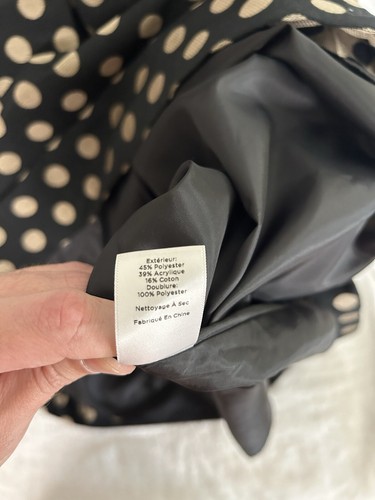 Extérieur:
45% Polyester
39% Acrylique
16% Coton
Doublure:
100% Polyester
Nettoyage À Sec
Fabriqué En Chine